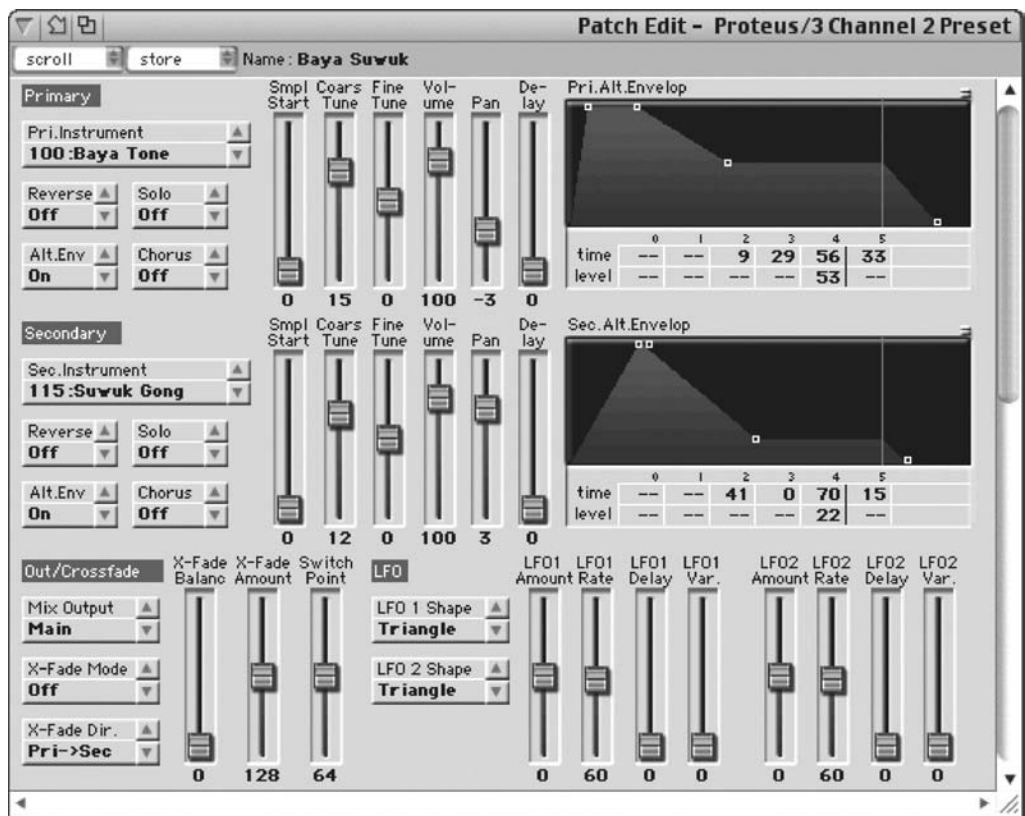 Patch Edit - Proteus/3 Channel 2 Preset
scroll store Name : Baya Suwuk
Primary
Smpl Start Coars Tune Fine Tune Vol-ume Pan De-lay
Pri.Alt.Envelop
Pri.Instrument
100:Baya Tone
Reverse Solo
Off Off
Alt.Env Chorus
On Off
0 15 0 100 -3 0
0 1 2 3 4 5
time -- -- 9 29 56 33
level -- -- -- -- 53 --
Secondary
Smpl Start Coars Tune Fine Tune Vol-ume Pan De-lay
Sec.Alt.Envelop
Sec.Instrument
115:Suwuk Gong
Reverse Solo
Off Off
Alt.Env Chorus
On Off
0 12 0 100 3 0
0 1 2 3 4 5
time -- -- 41 0 70 15
level -- -- -- -- 22 --
Out/Crossfade
X-Fade Balanc X-Fade Amount Switch Point
Mix Output
Main
X-Fade Mode
Off
X-Fade Dir.
Pri->Sec
0 128 64
LFO
LFO 1 Shape
Triangle
LFO 2 Shape
Triangle
LFO1 Amount LFO1 Rate LFO1 Delay LFO1 Var.
0 60 0 0
LFO2 Amount LFO2 Rate LFO2 Delay LFO2 Var.
0 60 0 0